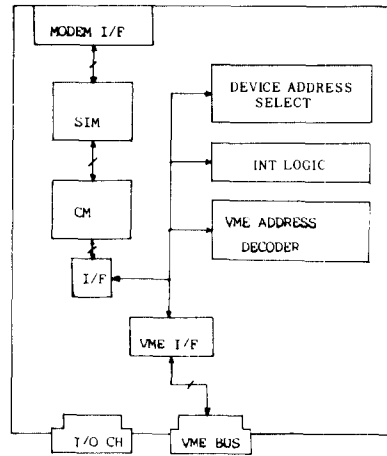 MODEM I/F
SIM
CM
I/F
DEVICE ADDRESS
SELECT
INT LOGIC
VME ADDRESS
DECODER
VME I/F
I/O CH
VME BUS